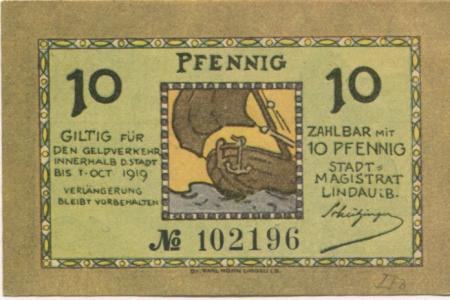 PFENNIG
10
10
GILTIG FÜR
DEN GELDVERKEHR
INNERHALB D. STADT
BIS 1·OCT 1919
VERLÄNGERUNG
BLEIBT VORBEHALTEN
ZAHLBAR MIT
10 PFENNIG
STADT=
MAGISTRAT
LINDAU i.B.
Schützinger
№ 102196